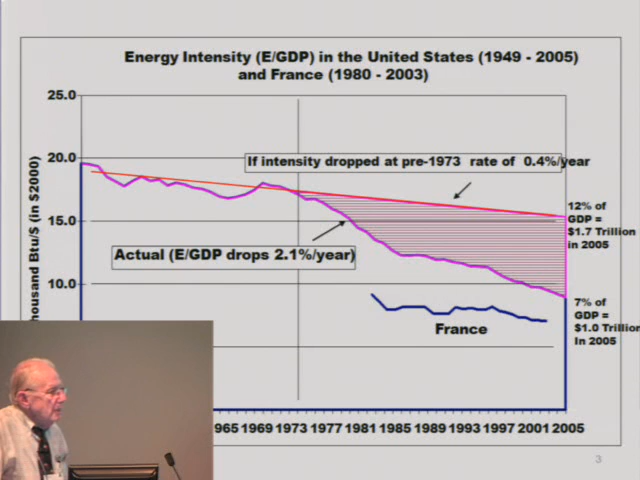 Energy Intensity (E/GDP) in the United States (1949 - 2005)
and France (1980 - 2003)
25.0
20.0
If intensity dropped at pre-1973 rate of 0.4%/year
12% of
GDP =
$1.7 Trillion
in 2005
15.0
Actual (E/GDP drops 2.1%/year)
10.0
housand Btu/$ (in $2000)
7% of
GDP =
$1.0 Trillion
In 2005
France
965 1969 1973 1977 1981 1985 1989 1993 1997 2001 2005
3